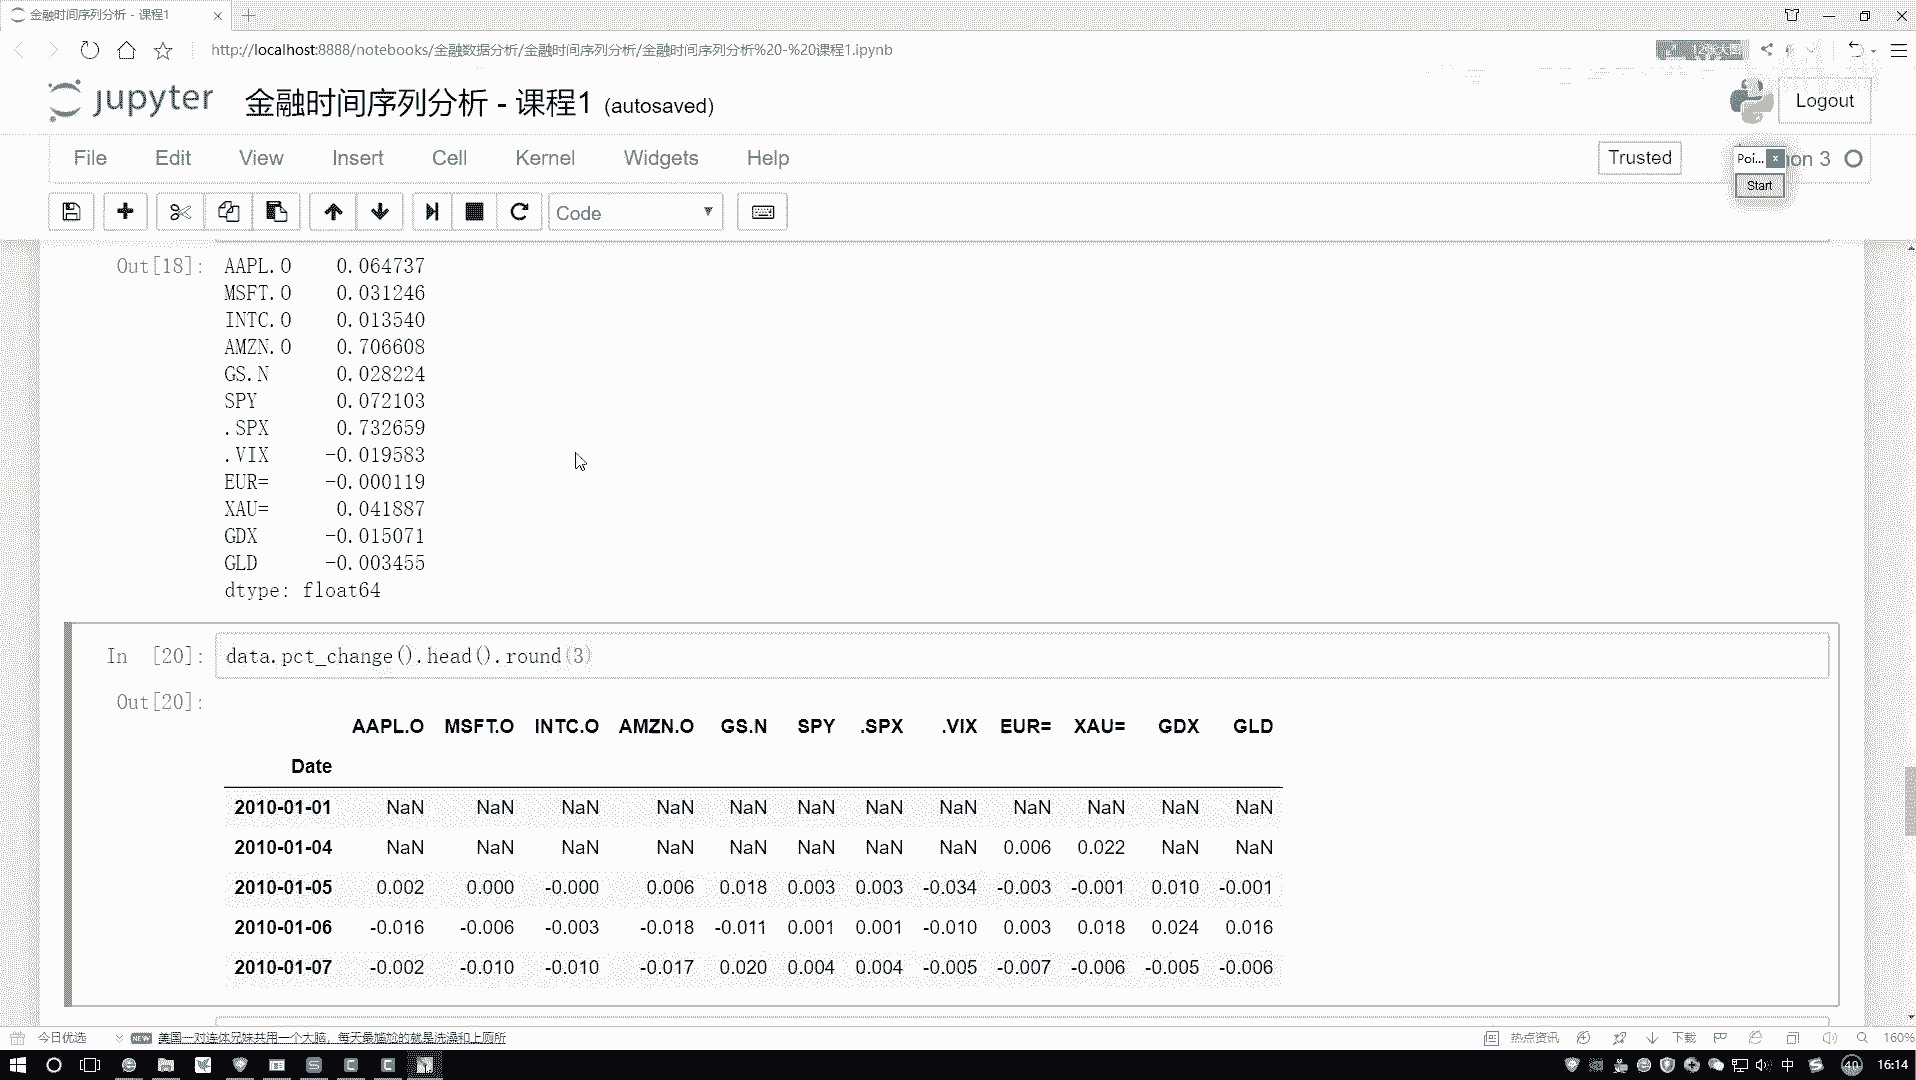 金融时间序列分析 - 课程1
http://localhost:8888/notebooks/金融数据分析/金融时间序列分析/金融时间序列分析%20-%20课程1.ipynb
jupyter 金融时间序列分析 - 课程1 (autosaved)
Logout
File Edit View Insert Cell Kernel Widgets Help
Trusted
Poi...
on 3
Start
Code
Out[18]:
AAPL.O 0.064737
MSFT.O 0.031246
INTC.O 0.013540
AMZN.O 0.706608
GS.N 0.028224
SPY 0.072103
.SPX 0.732659
.VIX -0.019583
EUR= -0.000119
XAU= 0.041887
GDX -0.015071
GLD -0.003455
dtype: float64
In [20]: data.pct_change().head().round(3)
Out[20]:
AAPL.O MSFT.O INTC.O AMZN.O GS.N SPY .SPX .VIX EUR= XAU= GDX GLD
Date
2010-01-01 NaN NaN NaN NaN NaN NaN NaN NaN NaN NaN NaN NaN
2010-01-04 NaN NaN NaN NaN NaN NaN NaN NaN 0.006 0.022 NaN NaN
2010-01-05 0.002 0.000 -0.000 0.006 0.018 0.003 0.003 -0.034 -0.003 -0.001 0.010 -0.001
2010-01-06 -0.016 -0.006 -0.003 -0.018 -0.011 0.001 0.001 -0.010 0.003 0.018 0.024 0.016
2010-01-07 -0.002 -0.010 -0.010 -0.017 0.020 0.004 0.004 -0.005 -0.007 -0.006 -0.005 -0.006
今日优选 NEW 美国一对连体兄妹共用一个大脑，每天最尴尬的就是洗澡和上厕所
热点资讯 下载 160%
中 40 16:14